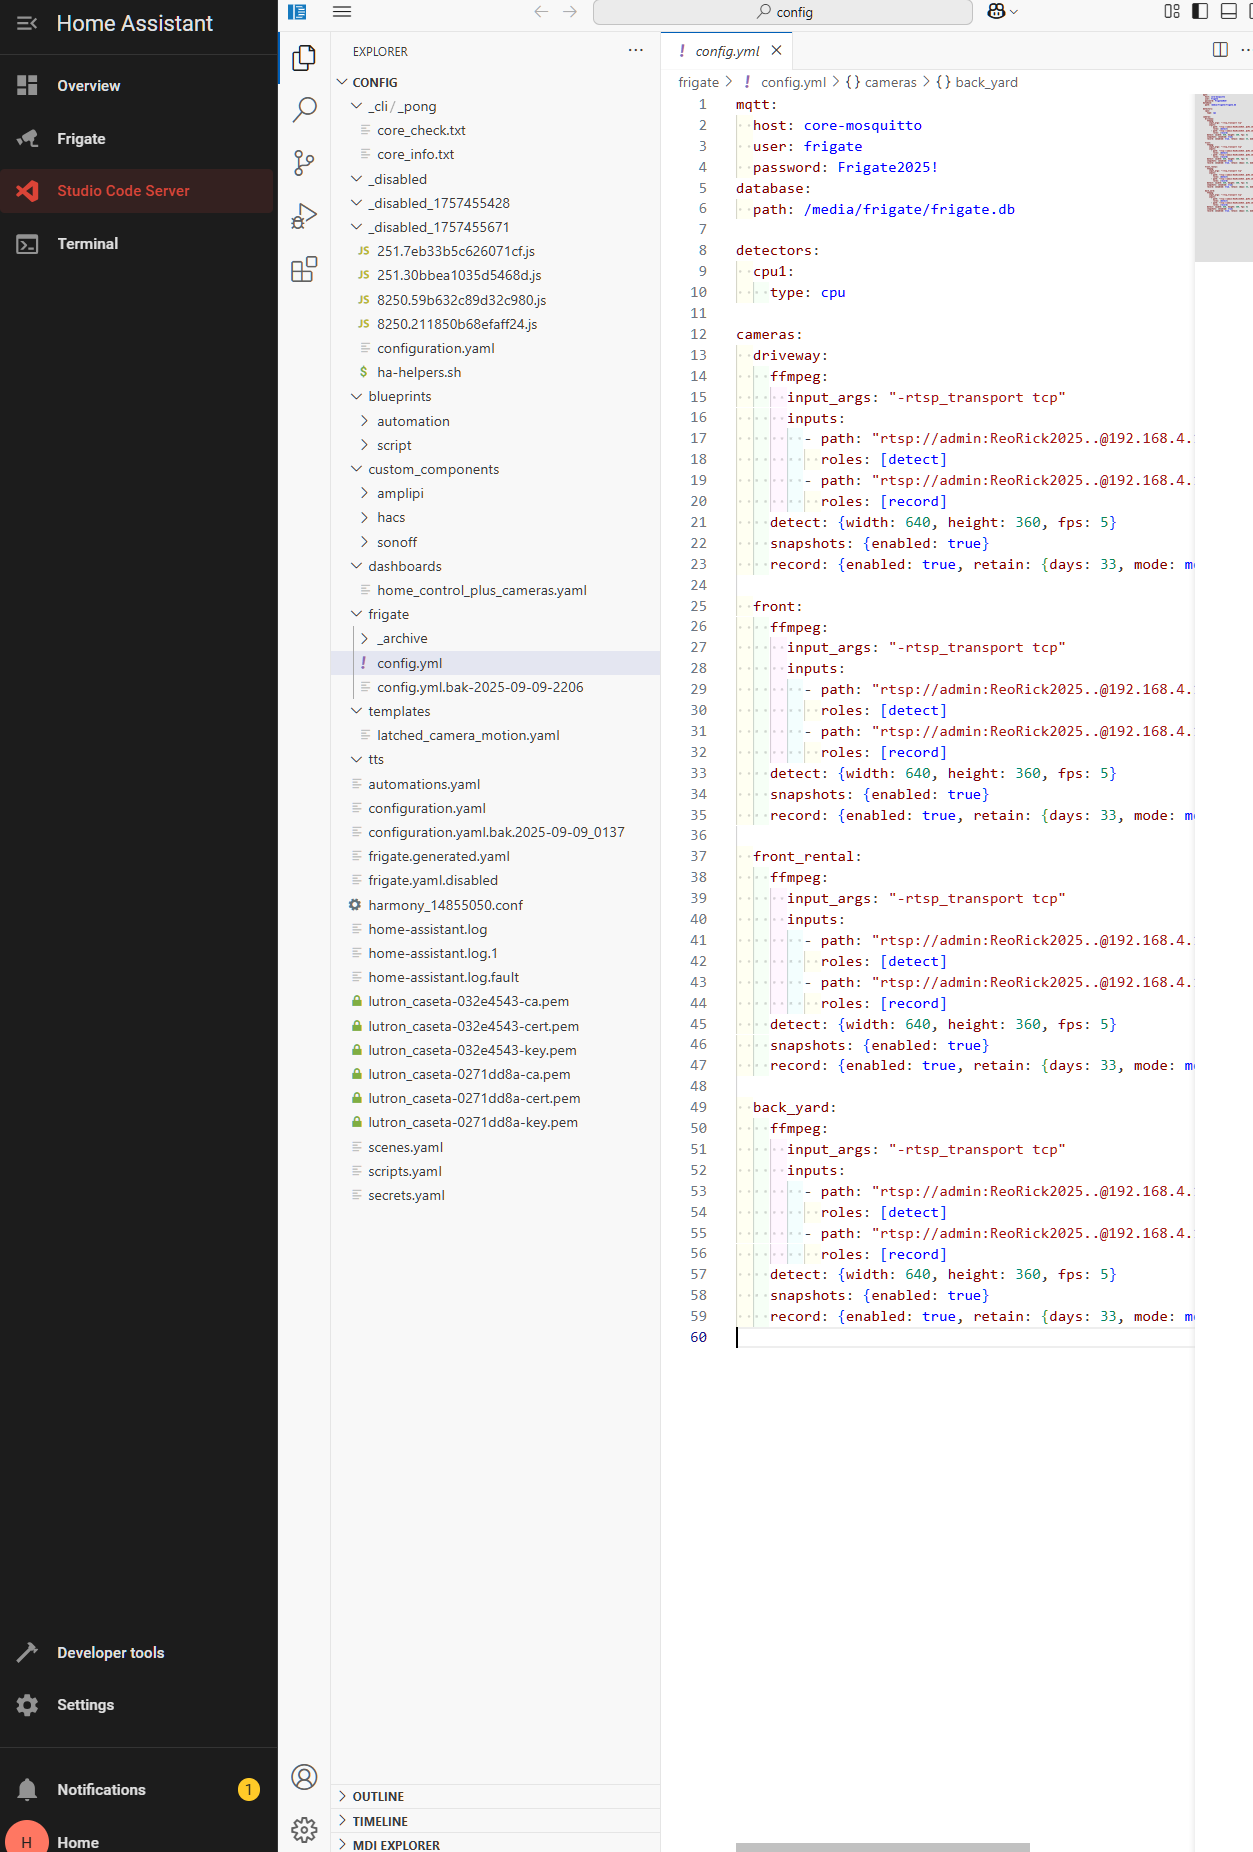 Home Assistant
Overview
Frigate
Studio Code Server
Terminal
Developer tools
Settings
Notifications
1
H
Home
config
EXPLORER
CONFIG
_cli / _pong
core_check.txt
core_info.txt
_disabled
_disabled_1757455428
_disabled_1757455671
JS 251.7eb33b5c626071cf.js
JS 251.30bbea1035d5468d.js
JS 8250.59b632c89d32c980.js
JS 8250.211850b68efaff24.js
configuration.yaml
$ ha-helpers.sh
blueprints
automation
script
custom_components
amplipi
hacs
sonoff
dashboards
home_control_plus_cameras.yaml
frigate
_archive
! config.yml
config.yml.bak-2025-09-09-2206
templates
latched_camera_motion.yaml
tts
automations.yaml
configuration.yaml
configuration.yaml.bak.2025-09-09_0137
frigate.generated.yaml
frigate.yaml.disabled
harmony_14855050.conf
home-assistant.log
home-assistant.log.1
home-assistant.log.fault
lutron_caseta-032e4543-ca.pem
lutron_caseta-032e4543-cert.pem
lutron_caseta-032e4543-key.pem
lutron_caseta-0271dd8a-ca.pem
lutron_caseta-0271dd8a-cert.pem
lutron_caseta-0271dd8a-key.pem
scenes.yaml
scripts.yaml
secrets.yaml
OUTLINE
TIMELINE
MDI EXPLORER
! config.yml
frigate > ! config.yml > {} cameras > {} back_yard
1 mqtt:
2   host: core-mosquitto
3   user: frigate
4   password: Frigate2025!
5 database:
6   path: /media/frigate/frigate.db
7
8 detectors:
9   cpu1:
10     type: cpu
11
12 cameras:
13   driveway:
14     ffmpeg:
15       input_args: "-rtsp_transport tcp"
16       inputs:
17         - path: "rtsp://admin:ReoRick2025..@192.168.4.
18           roles: [detect]
19         - path: "rtsp://admin:ReoRick2025..@192.168.4.
20           roles: [record]
21     detect: {width: 640, height: 360, fps: 5}
22     snapshots: {enabled: true}
23     record: {enabled: true, retain: {days: 33, mode: m
24
25   front:
26     ffmpeg:
27       input_args: "-rtsp_transport tcp"
28       inputs:
29         - path: "rtsp://admin:ReoRick2025..@192.168.4.
30           roles: [detect]
31         - path: "rtsp://admin:ReoRick2025..@192.168.4.
32           roles: [record]
33     detect: {width: 640, height: 360, fps: 5}
34     snapshots: {enabled: true}
35     record: {enabled: true, retain: {days: 33, mode: m
36
37   front_rental:
38     ffmpeg:
39       input_args: "-rtsp_transport tcp"
40       inputs:
41         - path: "rtsp://admin:ReoRick2025..@192.168.4.
42           roles: [detect]
43         - path: "rtsp://admin:ReoRick2025..@192.168.4.
44           roles: [record]
45     detect: {width: 640, height: 360, fps: 5}
46     snapshots: {enabled: true}
47     record: {enabled: true, retain: {days: 33, mode: m
48
49   back_yard:
50     ffmpeg:
51       input_args: "-rtsp_transport tcp"
52       inputs:
53         - path: "rtsp://admin:ReoRick2025..@192.168.4.
54           roles: [detect]
55         - path: "rtsp://admin:ReoRick2025..@192.168.4.
56           roles: [record]
57     detect: {width: 640, height: 360, fps: 5}
58     snapshots: {enabled: true}
59     record: {enabled: true, retain: {days: 33, mode: m
60